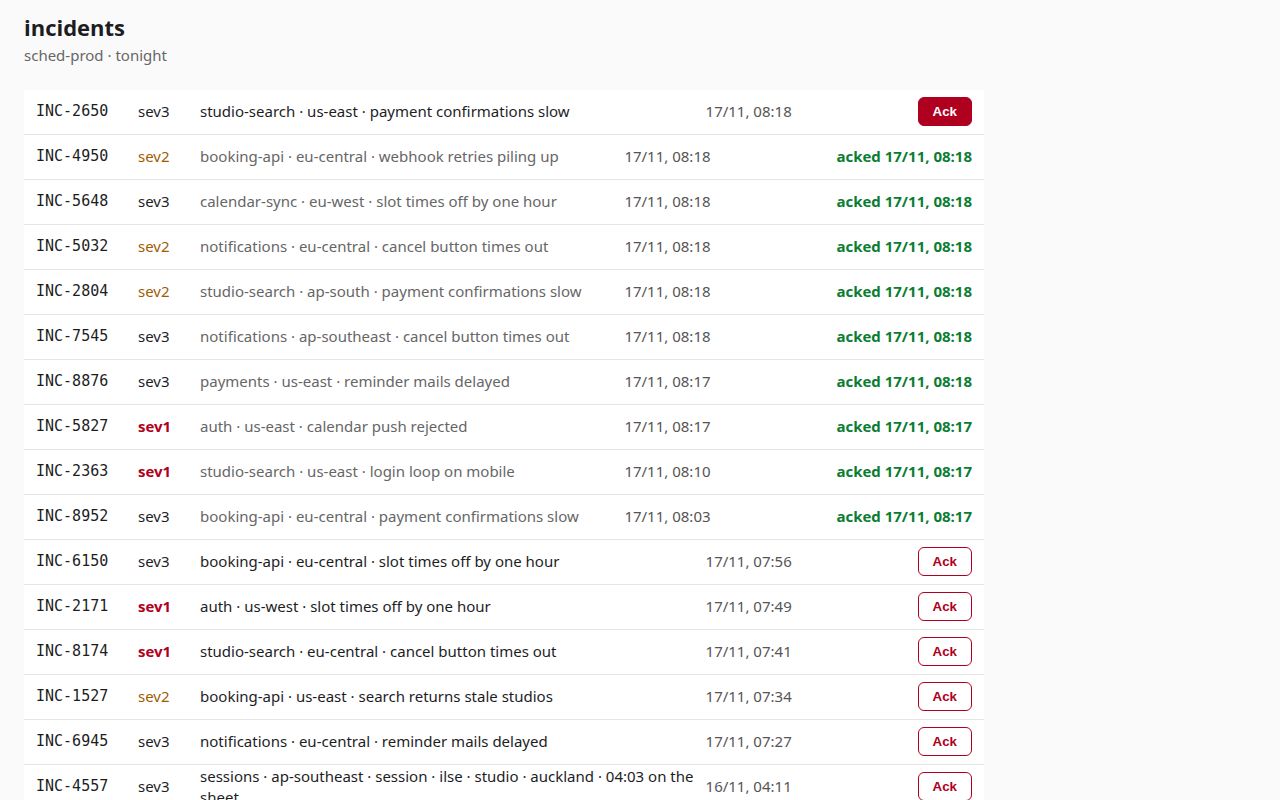 incidents
sched-prod · tonight
INC-2650 sev3 studio-search · us-east · payment confirmations slow 17/11, 08:18 Ack
INC-4950 sev2 booking-api · eu-central · webhook retries piling up 17/11, 08:18 acked 17/11, 08:18
INC-5648 sev3 calendar-sync · eu-west · slot times off by one hour 17/11, 08:18 acked 17/11, 08:18
INC-5032 sev2 notifications · eu-central · cancel button times out 17/11, 08:18 acked 17/11, 08:18
INC-2804 sev2 studio-search · ap-south · payment confirmations slow 17/11, 08:18 acked 17/11, 08:18
INC-7545 sev3 notifications · ap-southeast · cancel button times out 17/11, 08:18 acked 17/11, 08:18
INC-8876 sev3 payments · us-east · reminder mails delayed 17/11, 08:17 acked 17/11, 08:18
INC-5827 sev1 auth · us-east · calendar push rejected 17/11, 08:17 acked 17/11, 08:17
INC-2363 sev1 studio-search · us-east · login loop on mobile 17/11, 08:10 acked 17/11, 08:17
INC-8952 sev3 booking-api · eu-central · payment confirmations slow 17/11, 08:03 acked 17/11, 08:17
INC-6150 sev3 booking-api · eu-central · slot times off by one hour 17/11, 07:56 Ack
INC-2171 sev1 auth · us-west · slot times off by one hour 17/11, 07:49 Ack
INC-8174 sev1 studio-search · eu-central · cancel button times out 17/11, 07:41 Ack
INC-1527 sev2 booking-api · us-east · search returns stale studios 17/11, 07:34 Ack
INC-6945 sev3 notifications · eu-central · reminder mails delayed 17/11, 07:27 Ack
INC-4557 sev3 sessions · ap-southeast · session · ilse · studio · auckland · 04:03 on the 16/11, 04:11 Ack
sheet